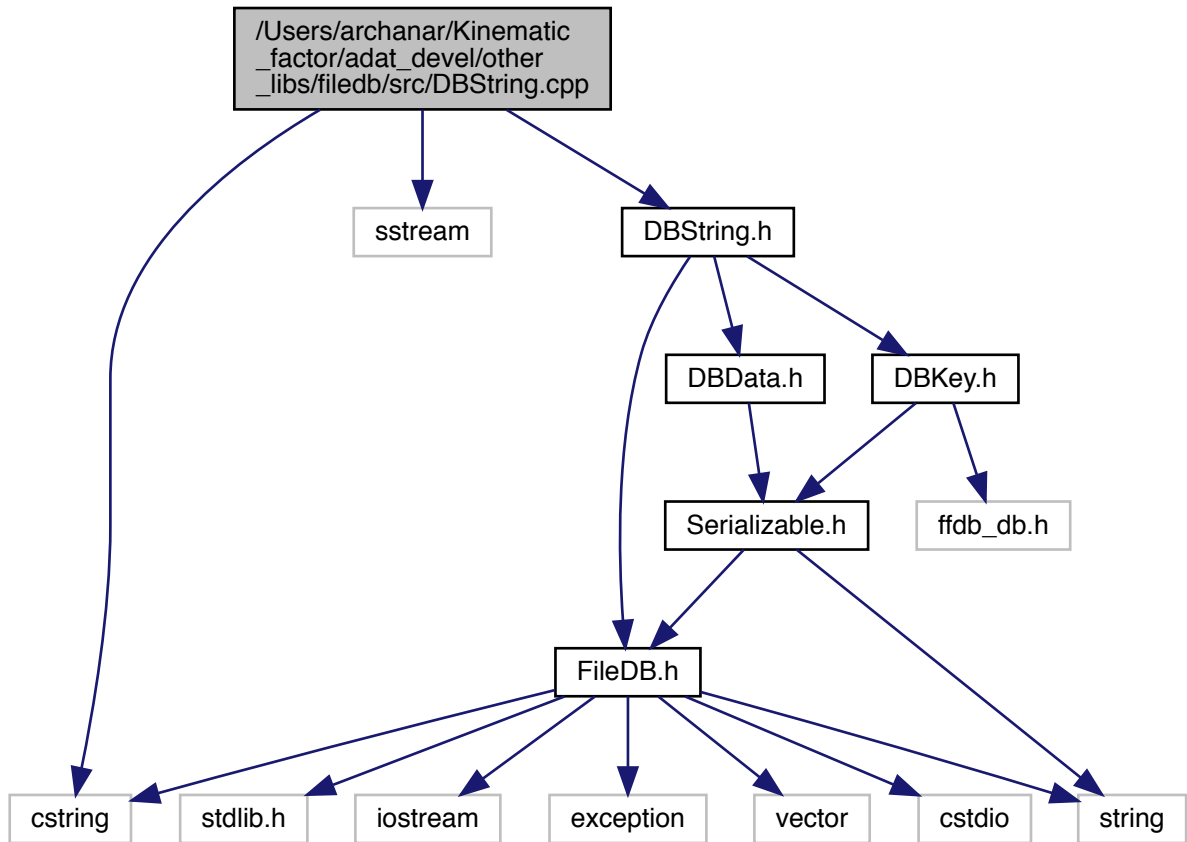 /Users/archanar/Kinematic
_factor/adat_devel/other
_libs/filedb/src/DBString.cpp
sstream
DBString.h
DBData.h
DBKey.h
Serializable.h
ffdb_db.h
FileDB.h
cstring
stdlib.h
iostream
exception
vector
cstdio
string